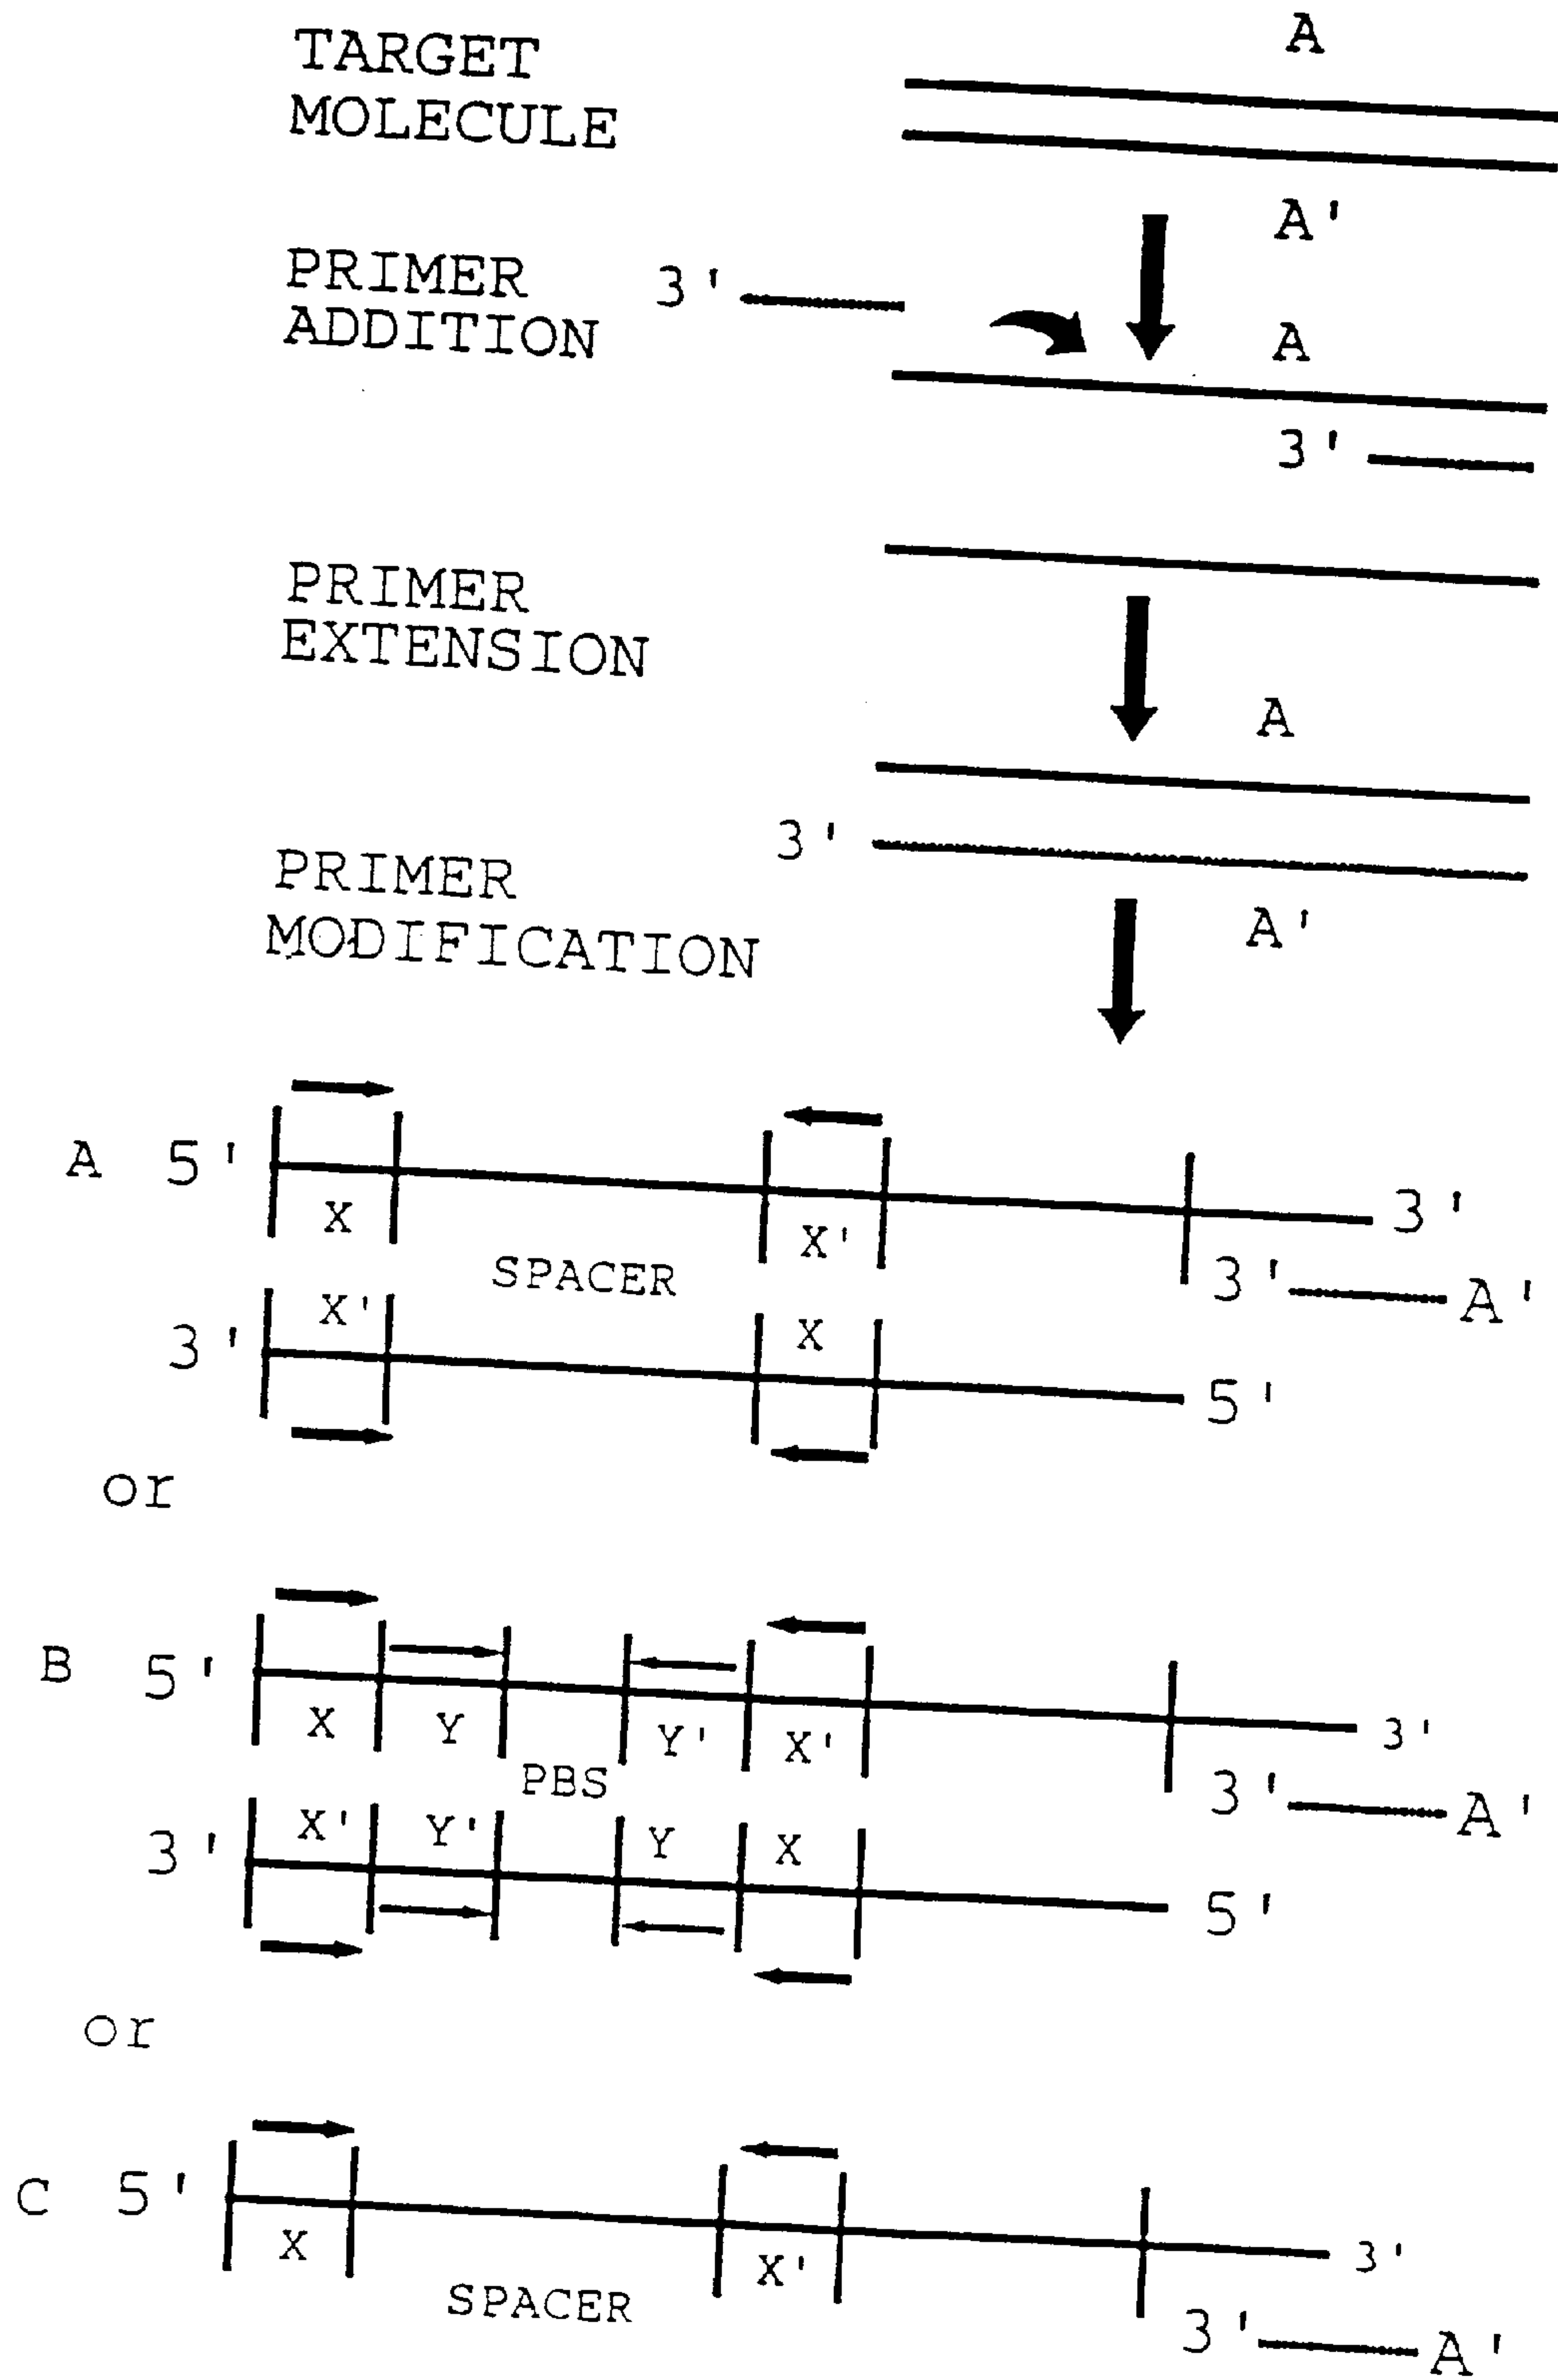 TARGET
MOLECULE
A
A'
PRIMER
ADDITION
3'
A
3'
PRIMER
EXTENSION
A
3'
A'
PRIMER
MODIFICATION
A 5' X SPACER X' 3'
3' A'
3' X' X 5'
or
B 5' X Y PBS Y' X' 3'
3' A'
3' X' Y' Y X 5'
or
C 5' X SPACER X' 3'
3' A'